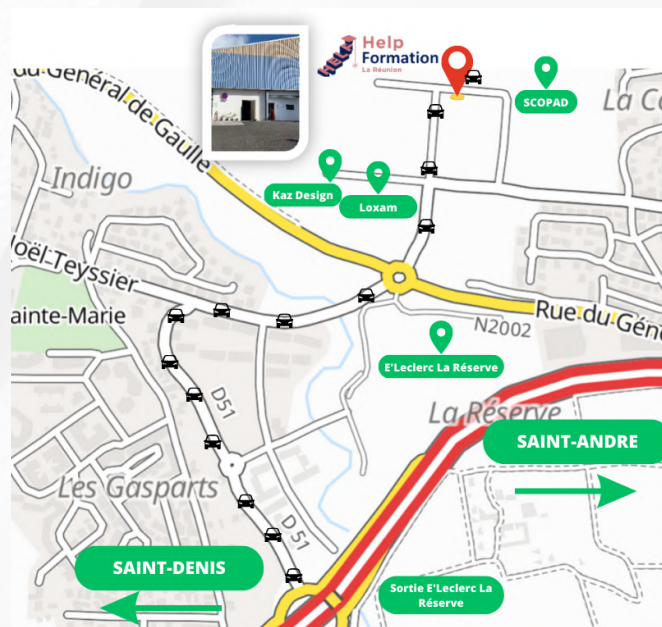 Help
Formation
La Réunion
HELP
SCOPAD
La Co
du Général de Gaulle
Indigo
Kaz Design
Loxam
Joël-Teyssier
ainte-Marie
Rue du Géné
N2002
E'Leclerc La Réserve
D51
La Réserve
SAINT-ANDRE
Les Gasparts
D 51
SAINT-DENIS
Sortie E'Leclerc La
Réserve